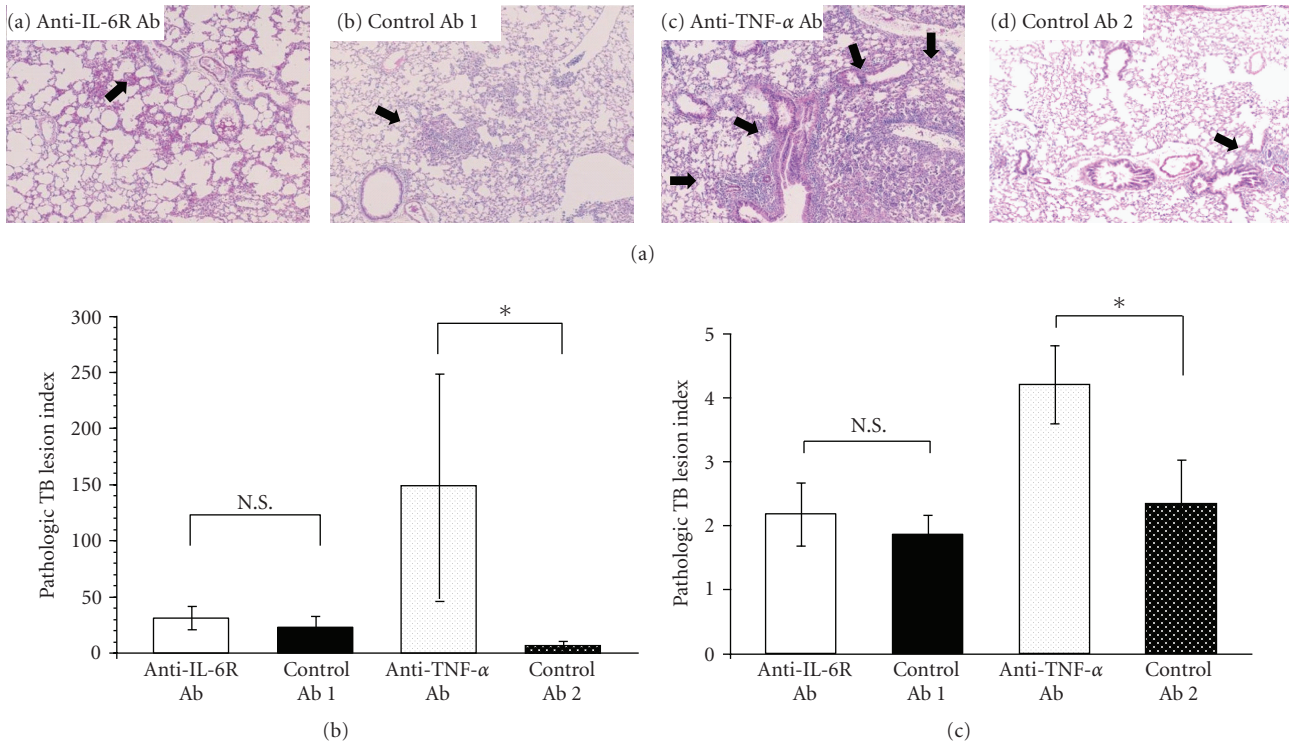 (a) Anti-IL-6R Ab
(b) Control Ab 1
(c) Anti-TNF-α Ab
(d) Control Ab 2
(a)
Pathologic TB lesion index
300
250
200
150
100
50
0
N.S.
*
Anti-IL-6R
Ab
Control
Ab 1
Anti-TNF-α
Ab
Control
Ab 2
(b)
Pathologic TB lesion index
5
4
3
2
1
0
N.S.
*
Anti-IL-6R
Ab
Control
Ab 1
Anti-TNF-α
Ab
Control
Ab 2
(c)